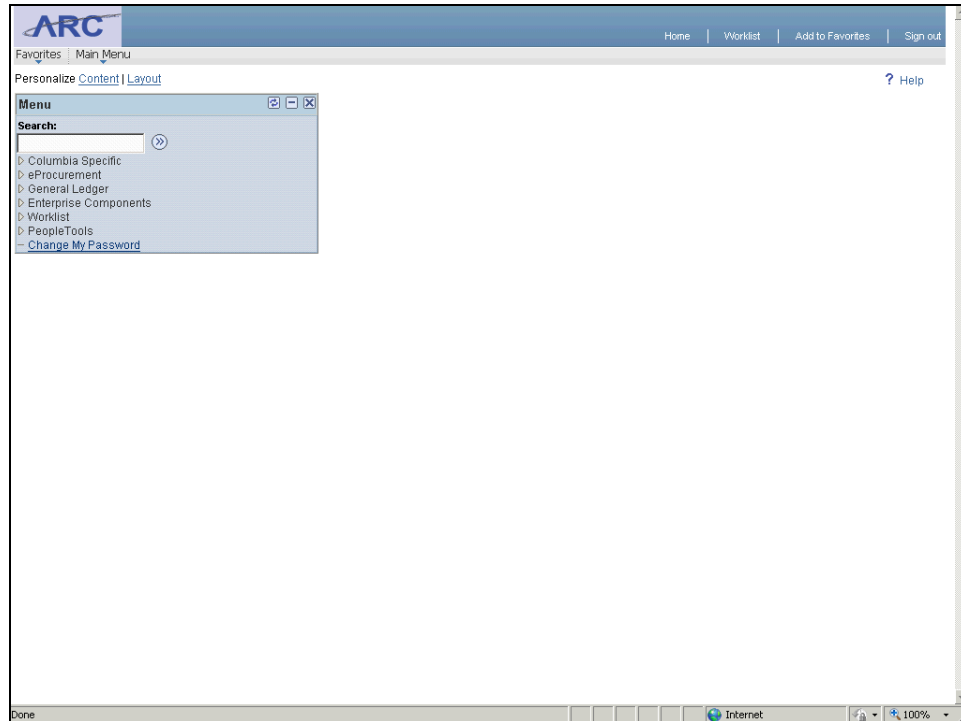 ARC
Home | Worklist | Add to Favorites | Sign out
Favorites Main Menu
Personalize Content | Layout ? Help
Menu
Search:
Columbia Specific
eProcurement
General Ledger
Enterprise Components
Worklist
PeopleTools
Change My Password
Done Internet 100%